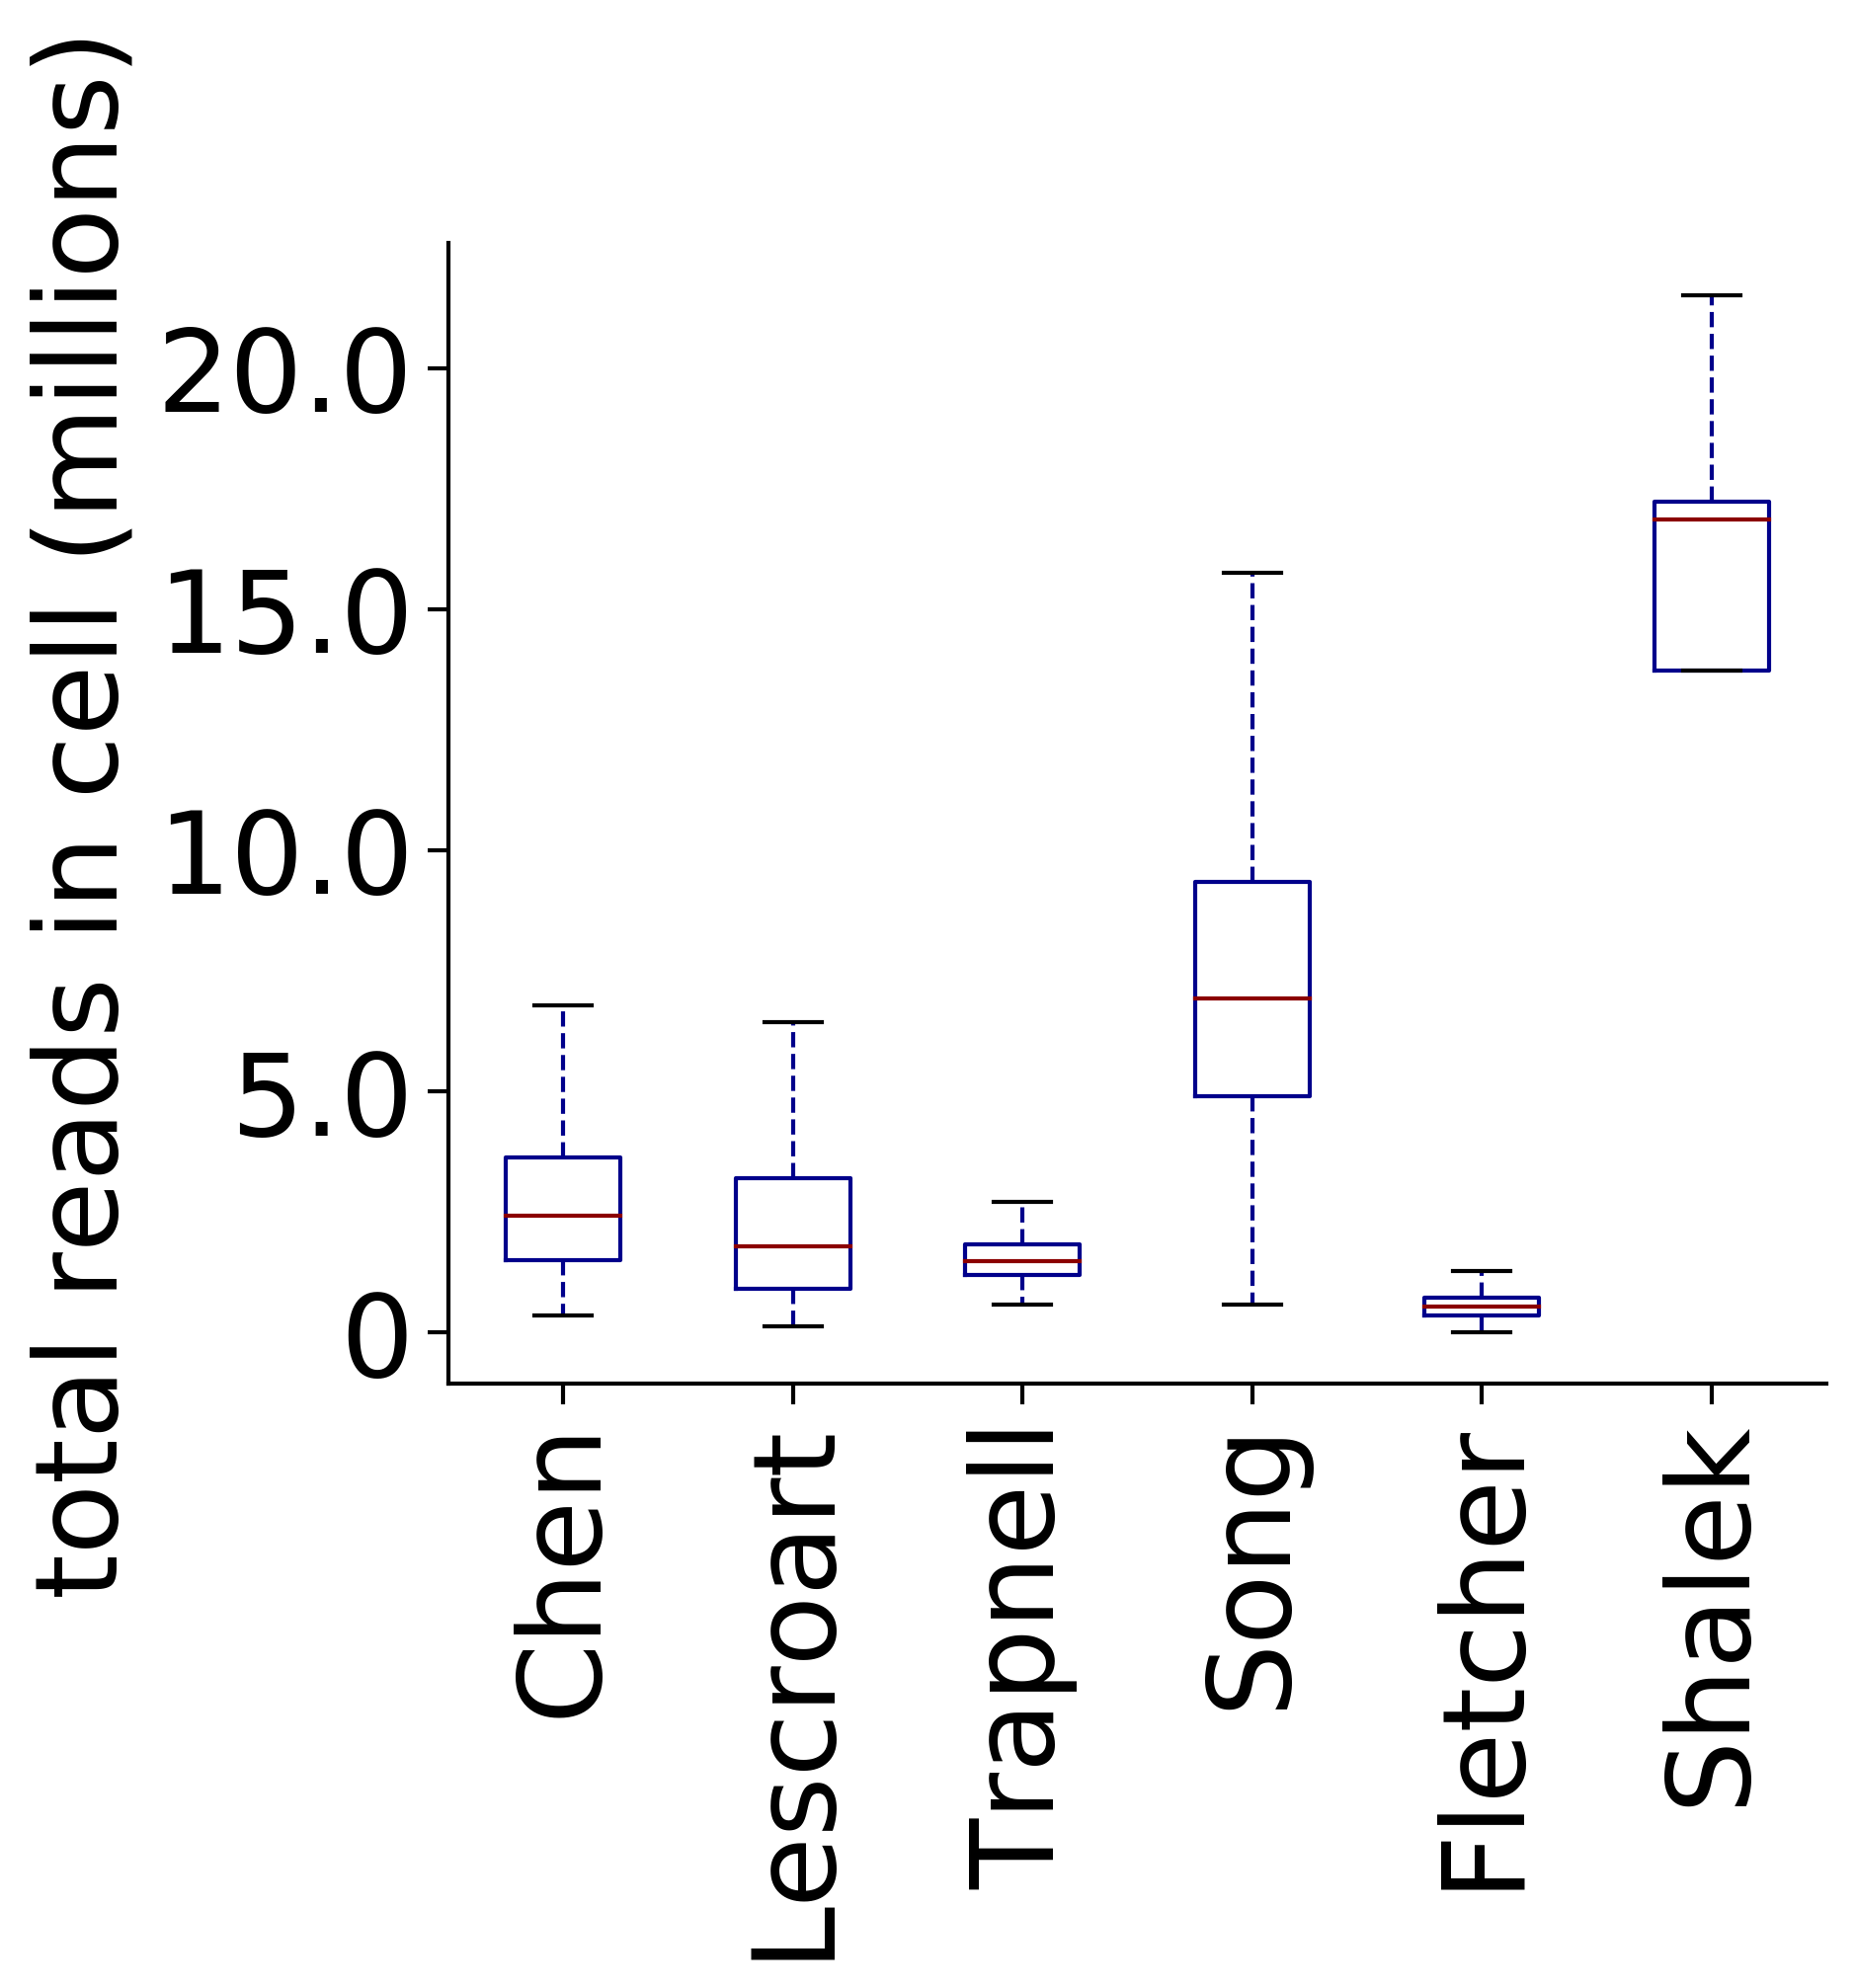 total reads in cell (millions)
20.0
15.0
10.0
5.0
0
Chen
Lescroart
Trapnell
Song
Fletcher
Shalek